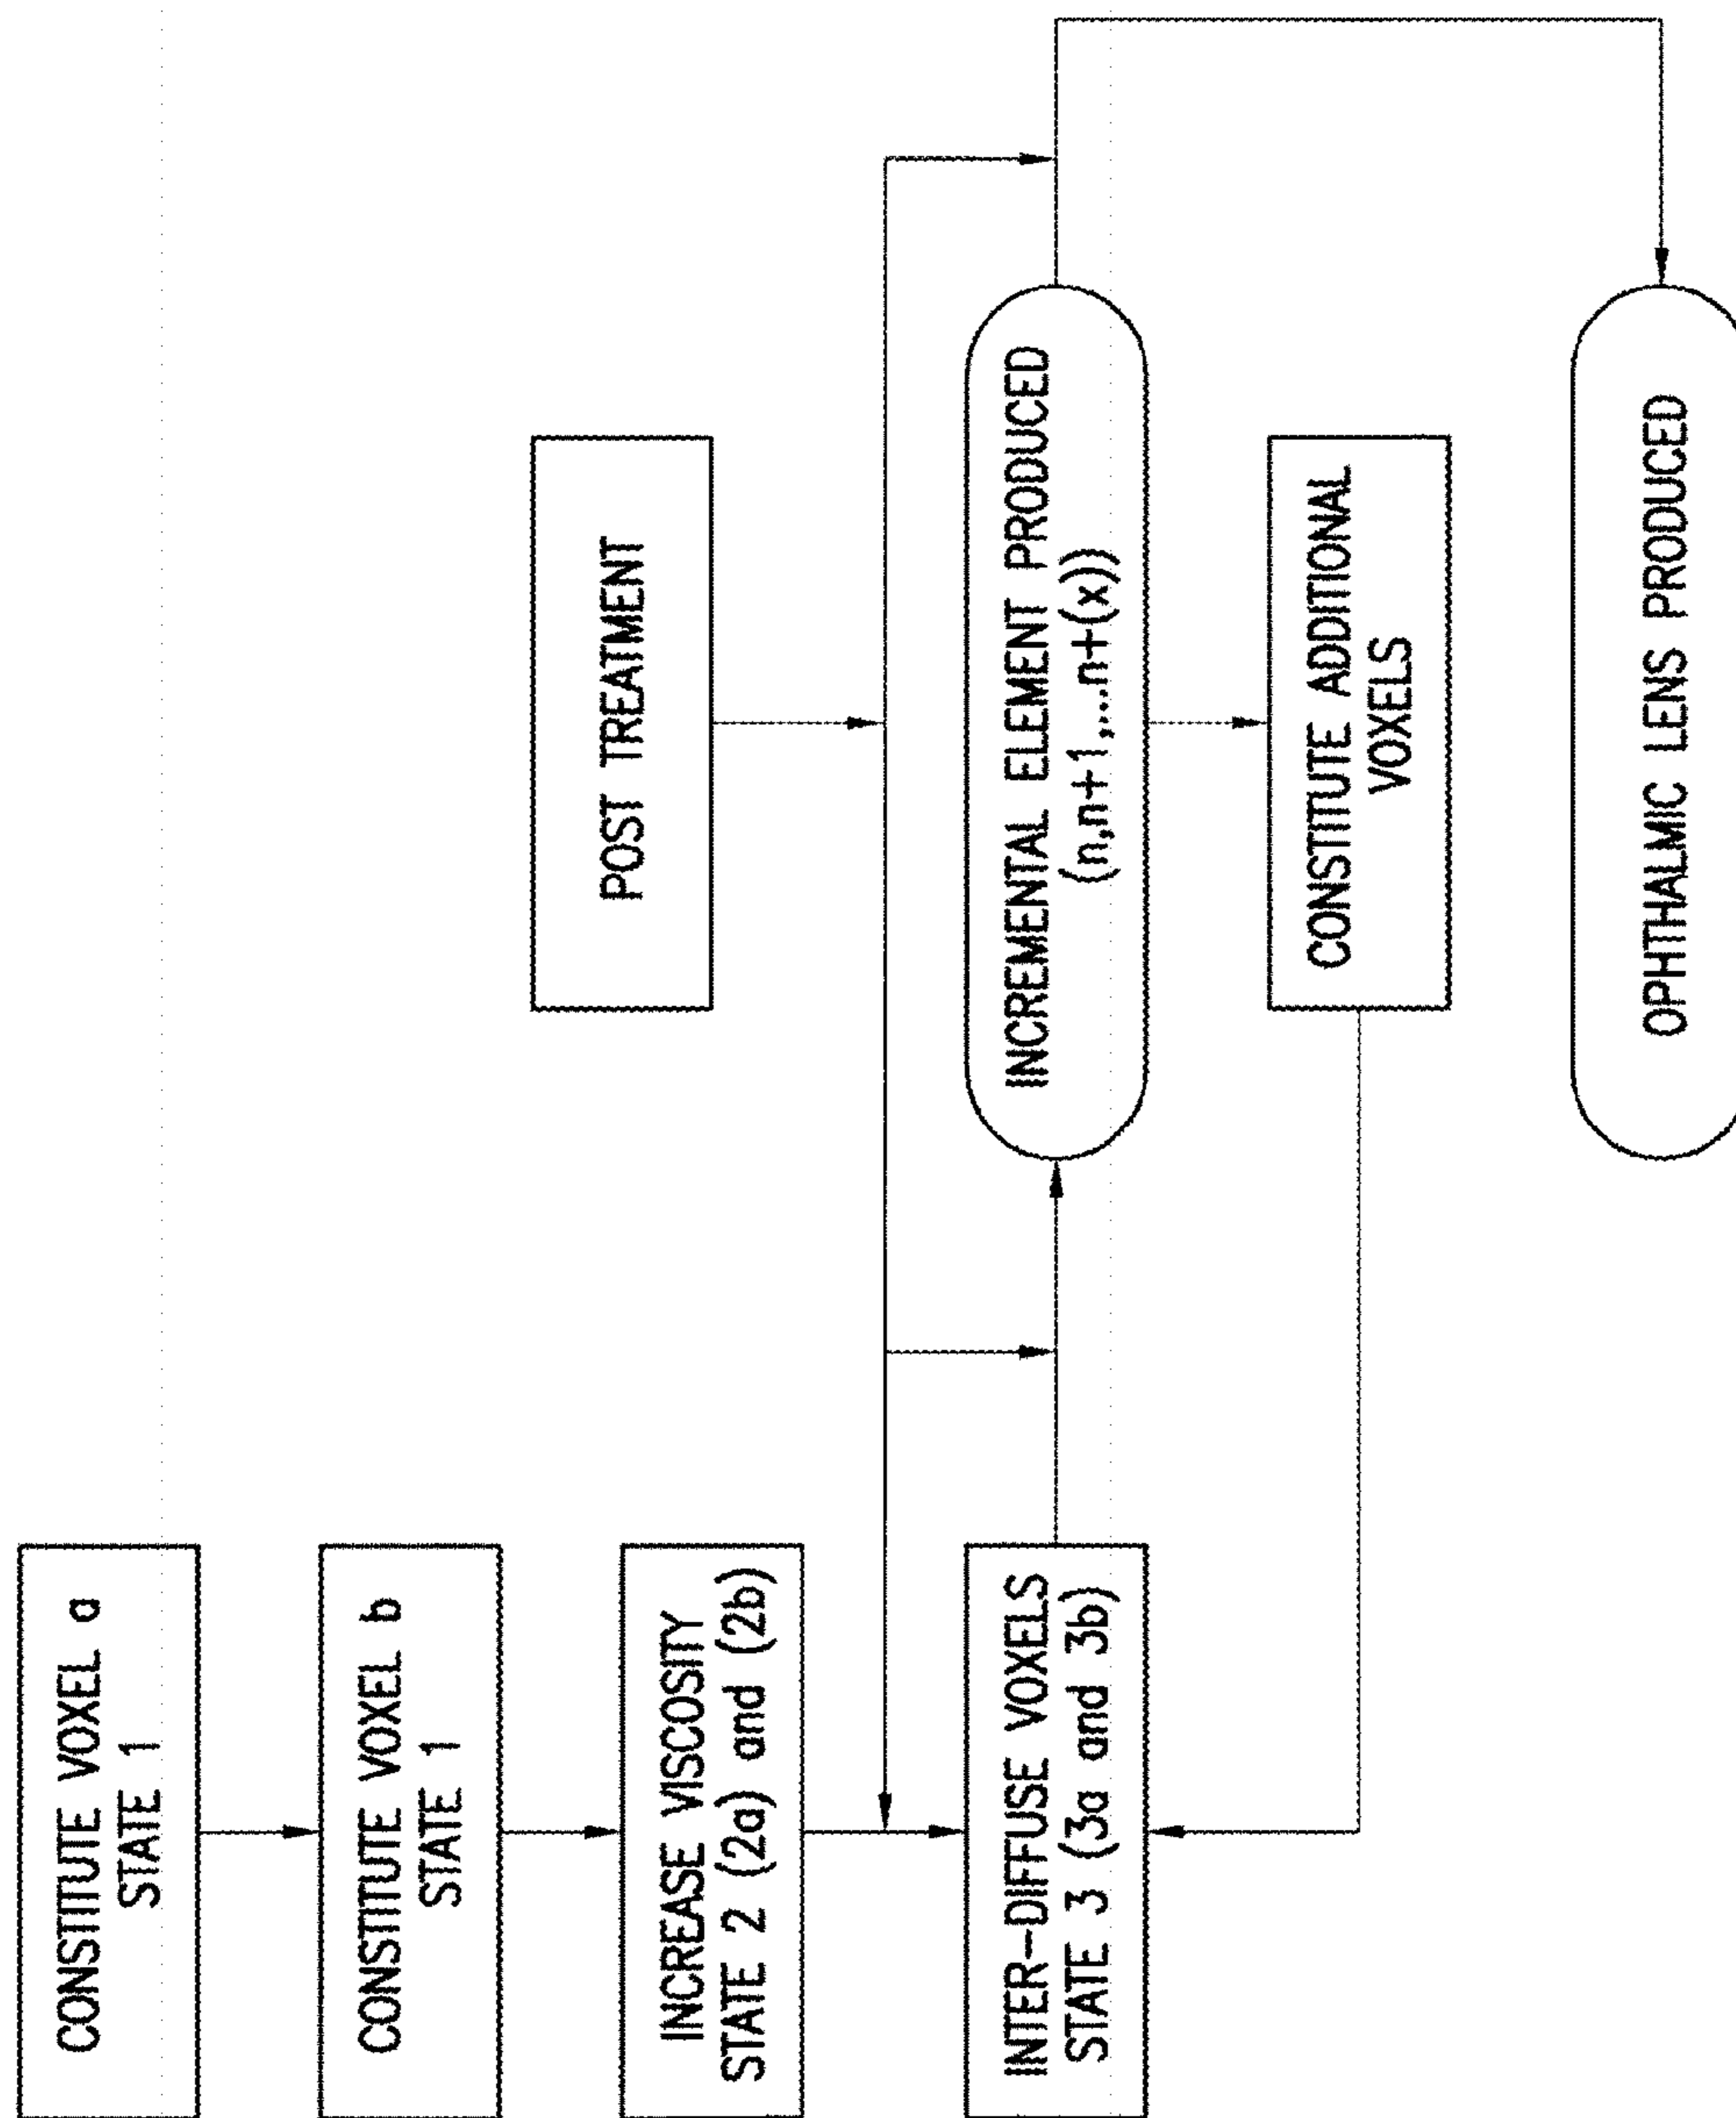 CONSTITUTE VOXEL a
STATE 1
CONSTITUTE VOXEL b
STATE 1
INCREASE VISCOSITY
STATE 2 (2a) and (2b)
POST TREATMENT
INTER-DIFFUSE VOXELS
STATE 3 (3a and 3b)
INCREMENTAL ELEMENT PRODUCED
(n,n+1,...n+(x))
CONSTITUTE ADDITIONAL
VOXELS
OPHTHALMIC LENS PRODUCED